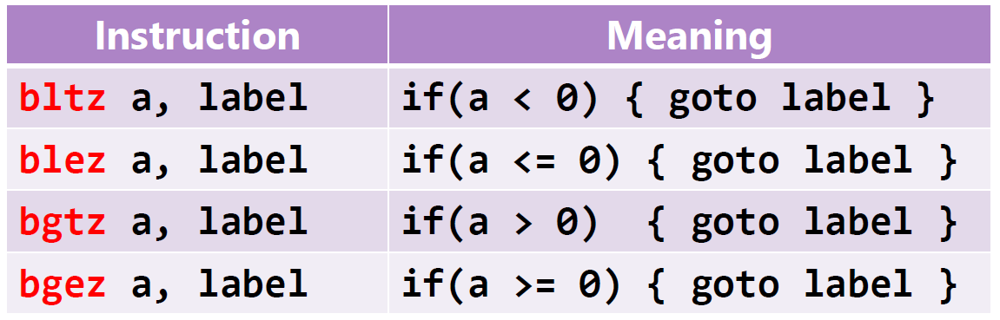 Instruction Meaning
bltz a, label if(a < 0) { goto label }
blez a, label if(a <= 0) { goto label }
bgtz a, label if(a > 0)  { goto label }
bgez a, label if(a >= 0) { goto label }